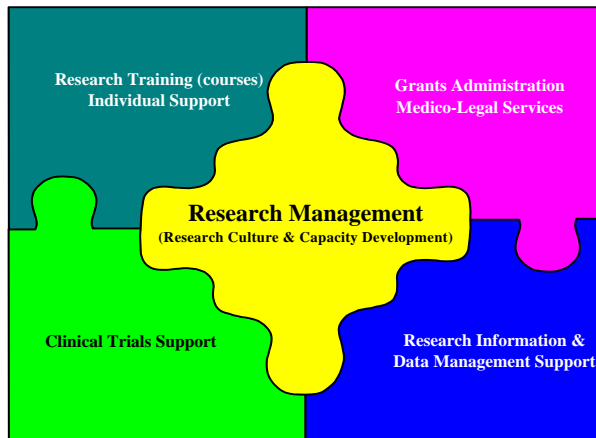 Research Training (courses)
Individual Support
Grants Administration
Medico-Legal Services
Research Management
(Research Culture & Capacity Development)
Clinical Trials Support
Research Information &
Data Management Support